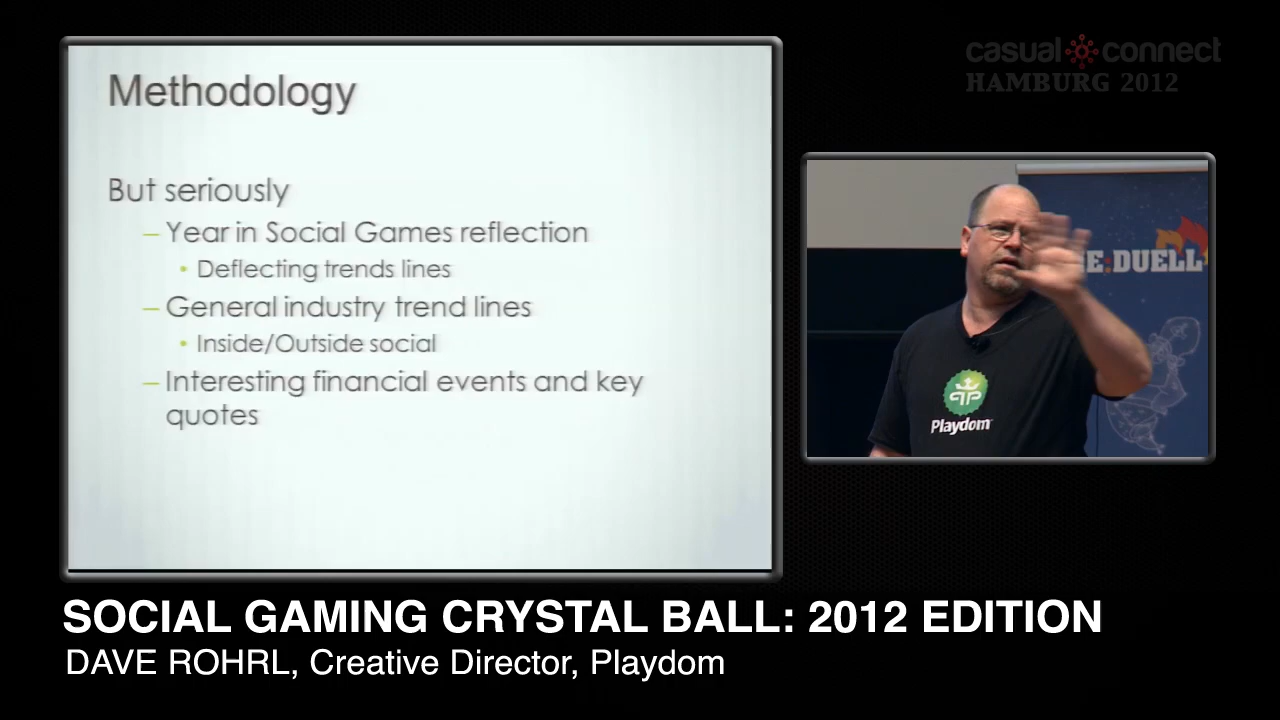 casual connect
HAMBURG 2012
Methodology
But seriously
– Year in Social Games reflection
• Deflecting trends lines
– General industry trend lines
• Inside/Outside social
– Interesting financial events and key
quotes
E:DUELL
Playdom
SOCIAL GAMING CRYSTAL BALL: 2012 EDITION
DAVE ROHRL, Creative Director, Playdom